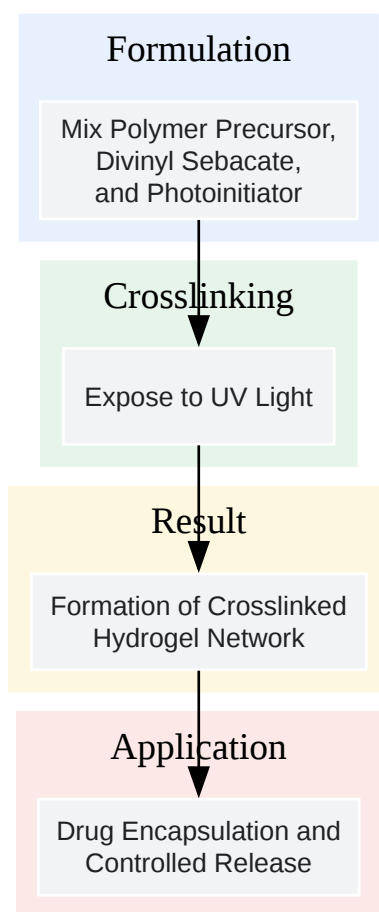 Formulation
Mix Polymer Precursor,
Divinyl Sebacate,
and Photoinitiator
Crosslinking
Expose to UV Light
Result
Formation of Crosslinked
Hydrogel Network
Application
Drug Encapsulation and
Controlled Release